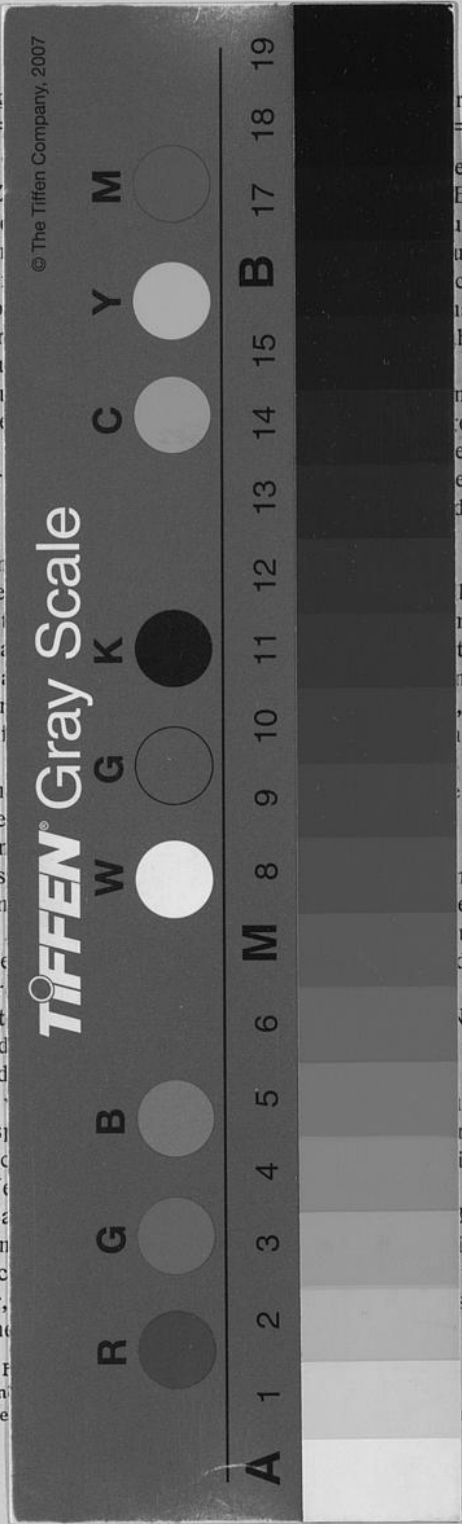 © The Tiffen Company, 2007
TIFFEN® Gray Scale
R G B W G K C Y M
A 1 2 3 4 5 6 M 8 9 10 11 12 13 14 15 B 17 18 19